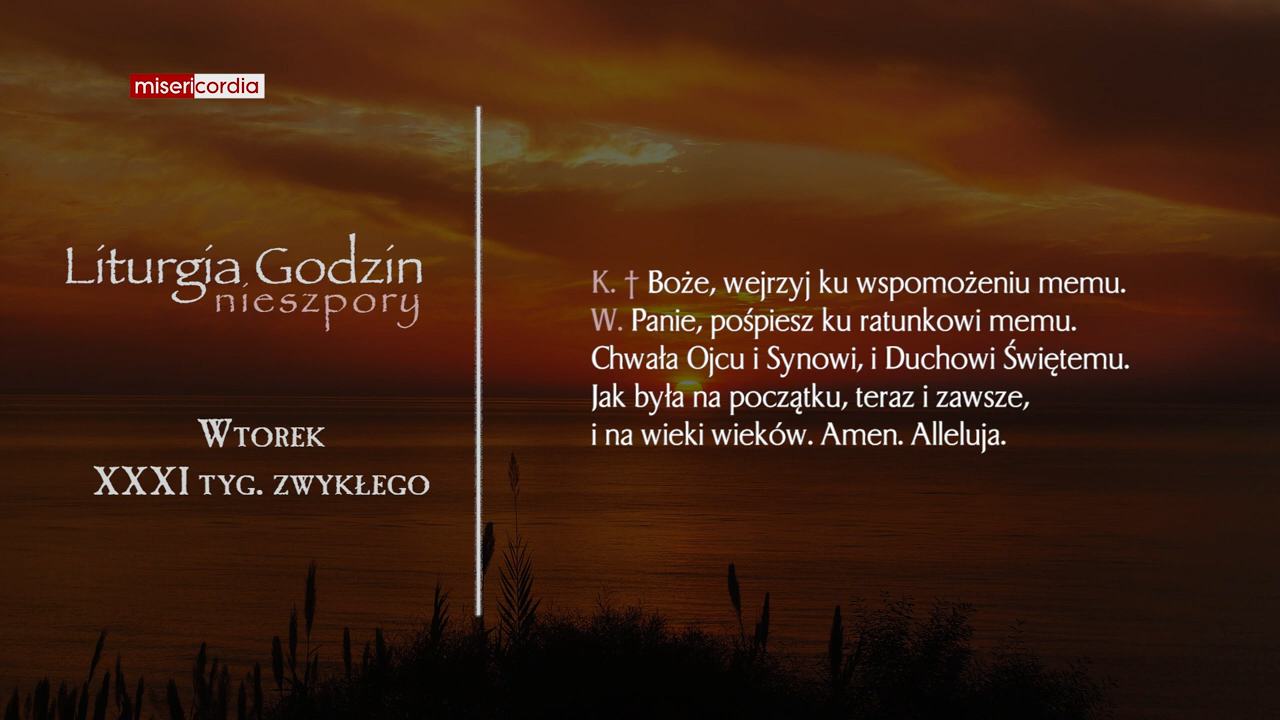 misericordia
Liturgia Godzin
nieszpory
Wtorek
XXXI tyg. zwykłego
K. † Boże, wejrzyj ku wspomożeniu memu.
W. Panie, pośpiesz ku ratunkowi memu.
Chwała Ojcu i Synowi, i Duchowi Świętemu.
Jak była na początku, teraz i zawsze,
i na wieki wieków. Amen. Alleluja.